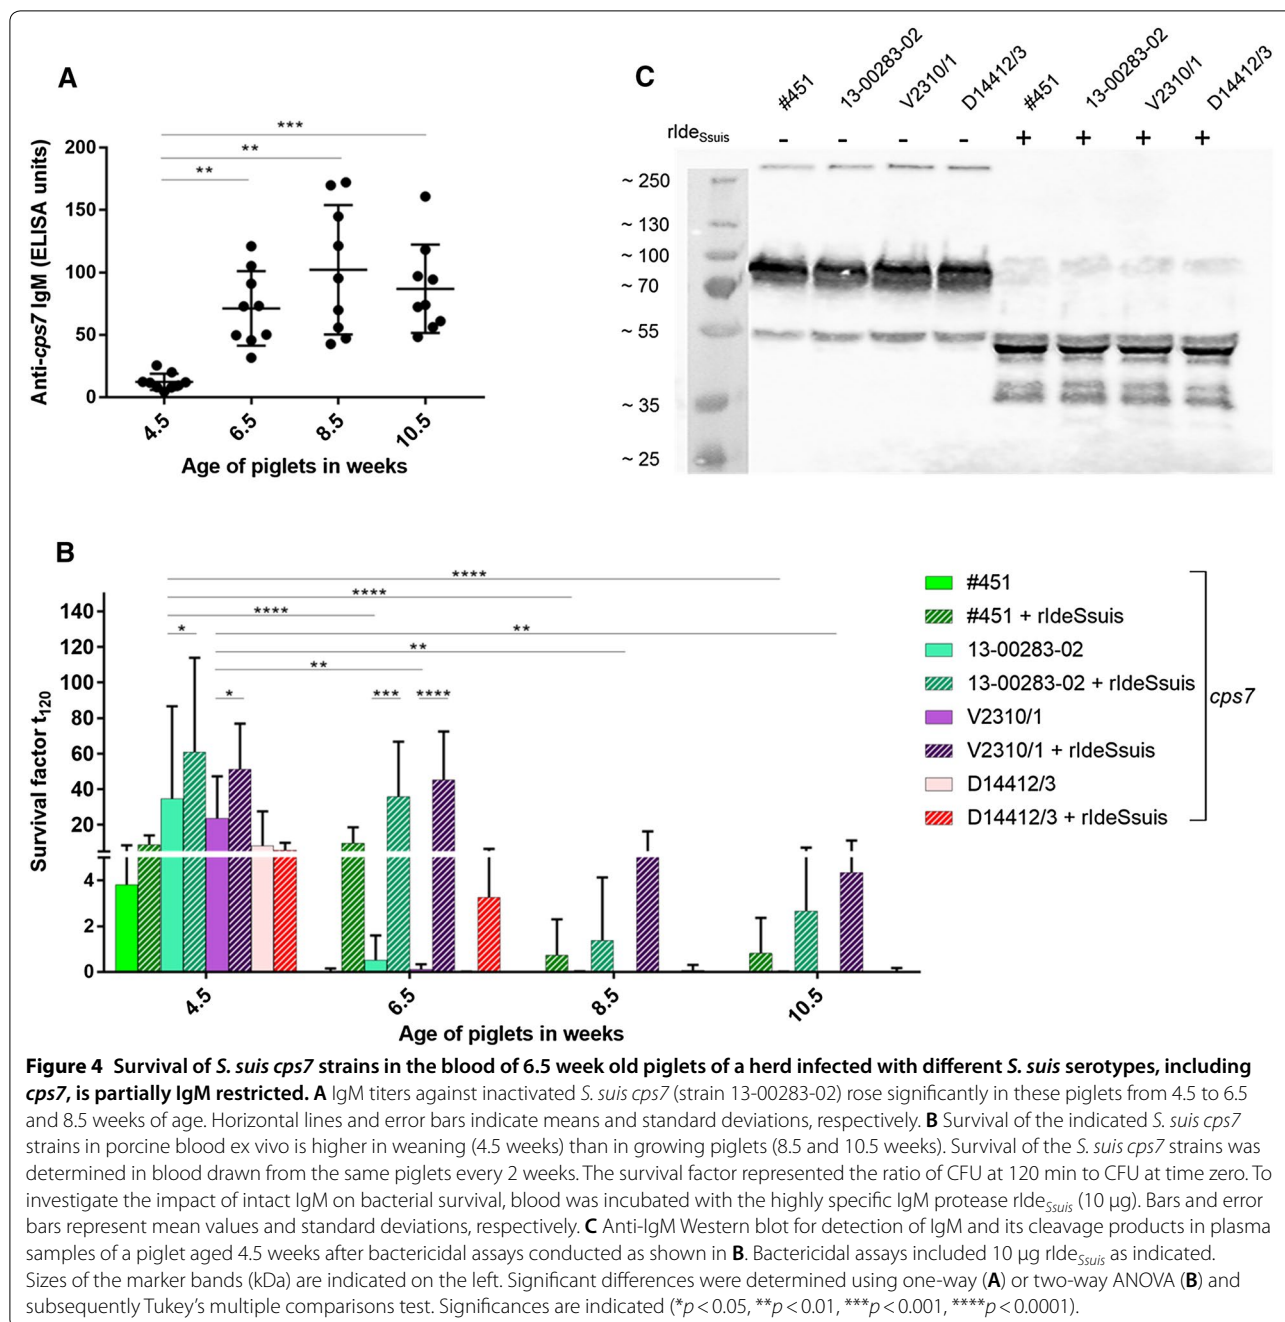 A
Anti-cps7 IgM (ELISA units)
200
150
100
50
0
***
**
**
4.5
6.5
8.5
10.5
Age of piglets in weeks
C
#451
13-00283-02
V2310/1
D14412/3
#451
13-00283-02
V2310/1
D14412/3
rIdeSsuis - - - - + + + +
~ 250
~ 130
~ 100
~ 70
~ 55
~ 35
~ 25
B
Survival factor t120
140
120
100
80
60
40
20
4
2
0
****
****
****
*
**
**
**
*
***
****
4.5
6.5
8.5
10.5
Age of piglets in weeks
#451
#451 + rIdeSsuis
13-00283-02
13-00283-02 + rIdeSsuis
V2310/1
V2310/1 + rIdeSsuis
D14412/3
D14412/3 + rIdeSsuis
cps7
Figure 4 Survival of S. suis cps7 strains in the blood of 6.5 week old piglets of a herd infected with different S. suis serotypes, including
cps7, is partially IgM restricted. A IgM titers against inactivated S. suis cps7 (strain 13-00283-02) rose significantly in these piglets from 4.5 to 6.5
and 8.5 weeks of age. Horizontal lines and error bars indicate means and standard deviations, respectively. B Survival of the indicated S. suis cps7
strains in porcine blood ex vivo is higher in weaning (4.5 weeks) than in growing piglets (8.5 and 10.5 weeks). Survival of the S. suis cps7 strains was
determined in blood drawn from the same piglets every 2 weeks. The survival factor represented the ratio of CFU at 120 min to CFU at time zero. To
investigate the impact of intact IgM on bacterial survival, blood was incubated with the highly specific IgM protease rIdeSsuis (10 µg). Bars and error
bars represent mean values and standard deviations, respectively. C Anti-IgM Western blot for detection of IgM and its cleavage products in plasma
samples of a piglet aged 4.5 weeks after bactericidal assays conducted as shown in B. Bactericidal assays included 10 µg rIdeSsuis as indicated.
Sizes of the marker bands (kDa) are indicated on the left. Significant differences were determined using one-way (A) or two-way ANOVA (B) and
subsequently Tukey's multiple comparisons test. Significances are indicated (*p < 0.05, **p < 0.01, ***p < 0.001, ****p < 0.0001).